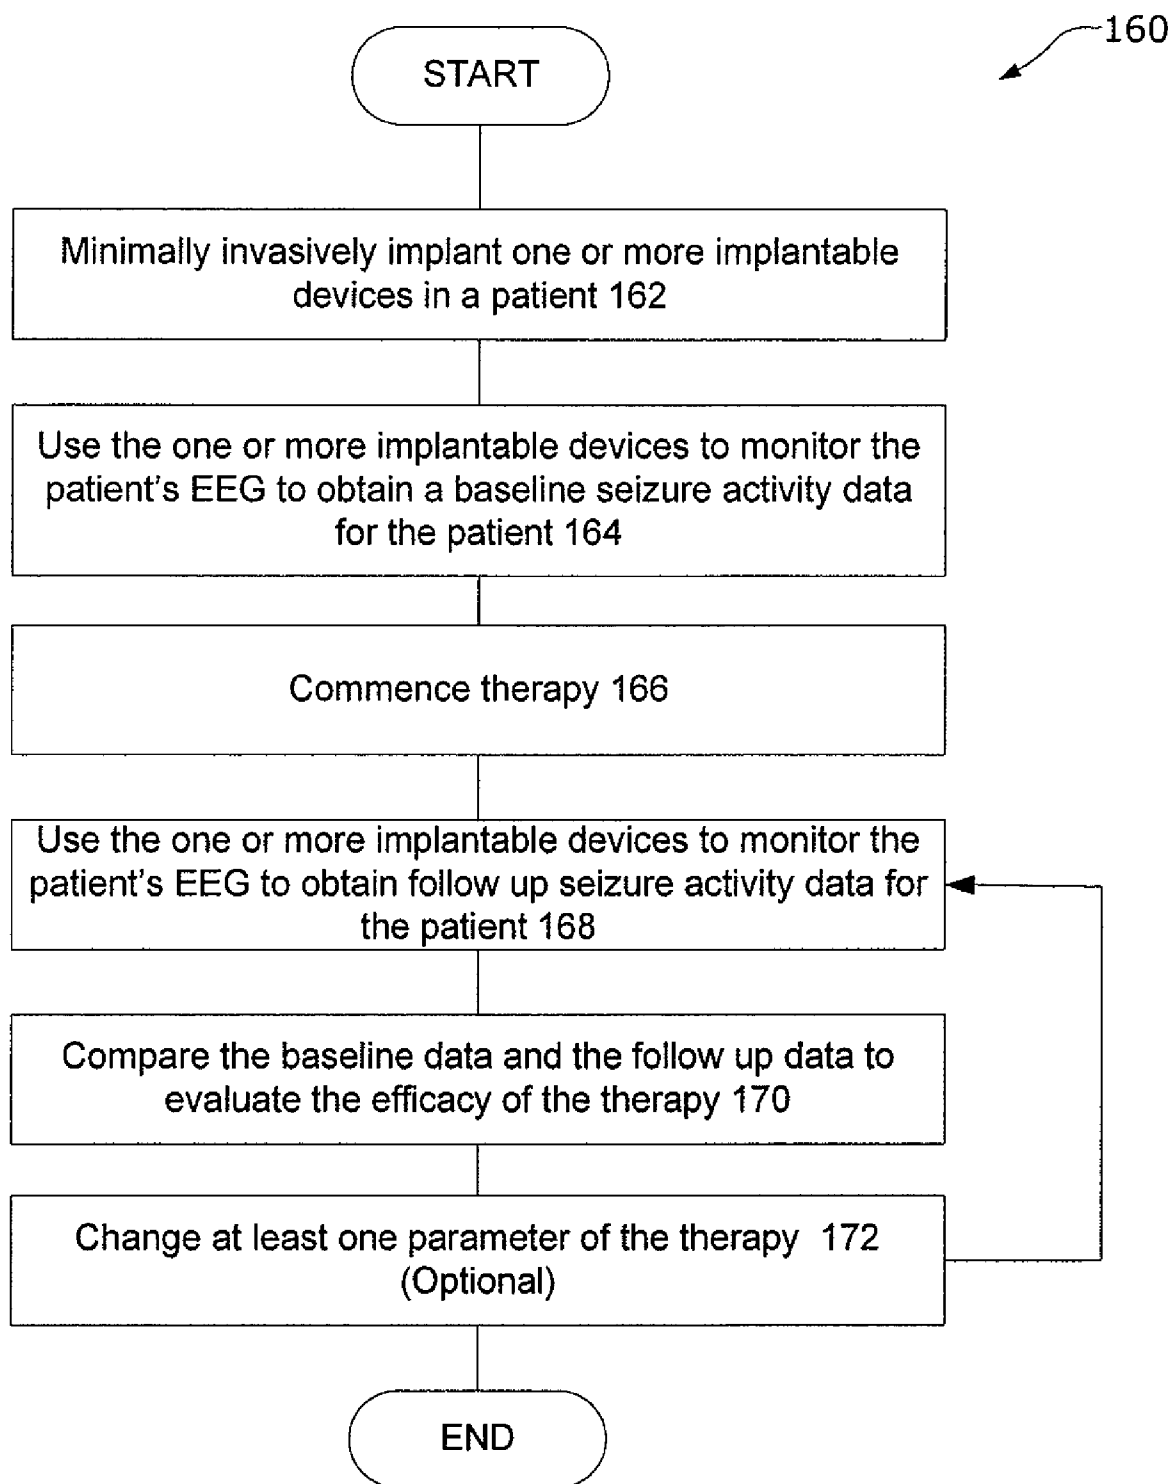 160
START
Minimally invasively implant one or more implantable
devices in a patient 162
Use the one or more implantable devices to monitor the
patient's EEG to obtain a baseline seizure activity data
for the patient 164
Commence therapy 166
Use the one or more implantable devices to monitor the
patient's EEG to obtain follow up seizure activity data for
the patient 168
Compare the baseline data and the follow up data to
evaluate the efficacy of the therapy 170
Change at least one parameter of the therapy 172
(Optional)
END